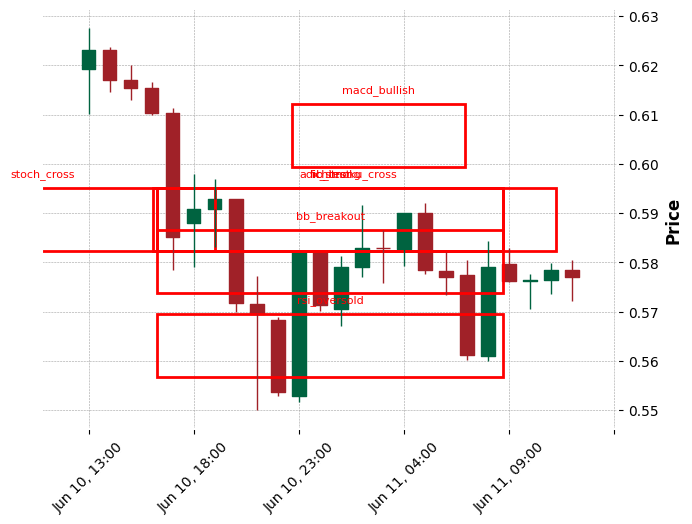 0.63
0.62
macd_bullish
0.61
0.60
stoch_cross
0.59
bb_breakout
Price
0.58
0.57
0.56
0.55
Jun 10, 13:00
Jun 10, 18:00
Jun 10, 23:00
Jun 11, 04:00
Jun 11, 09:00